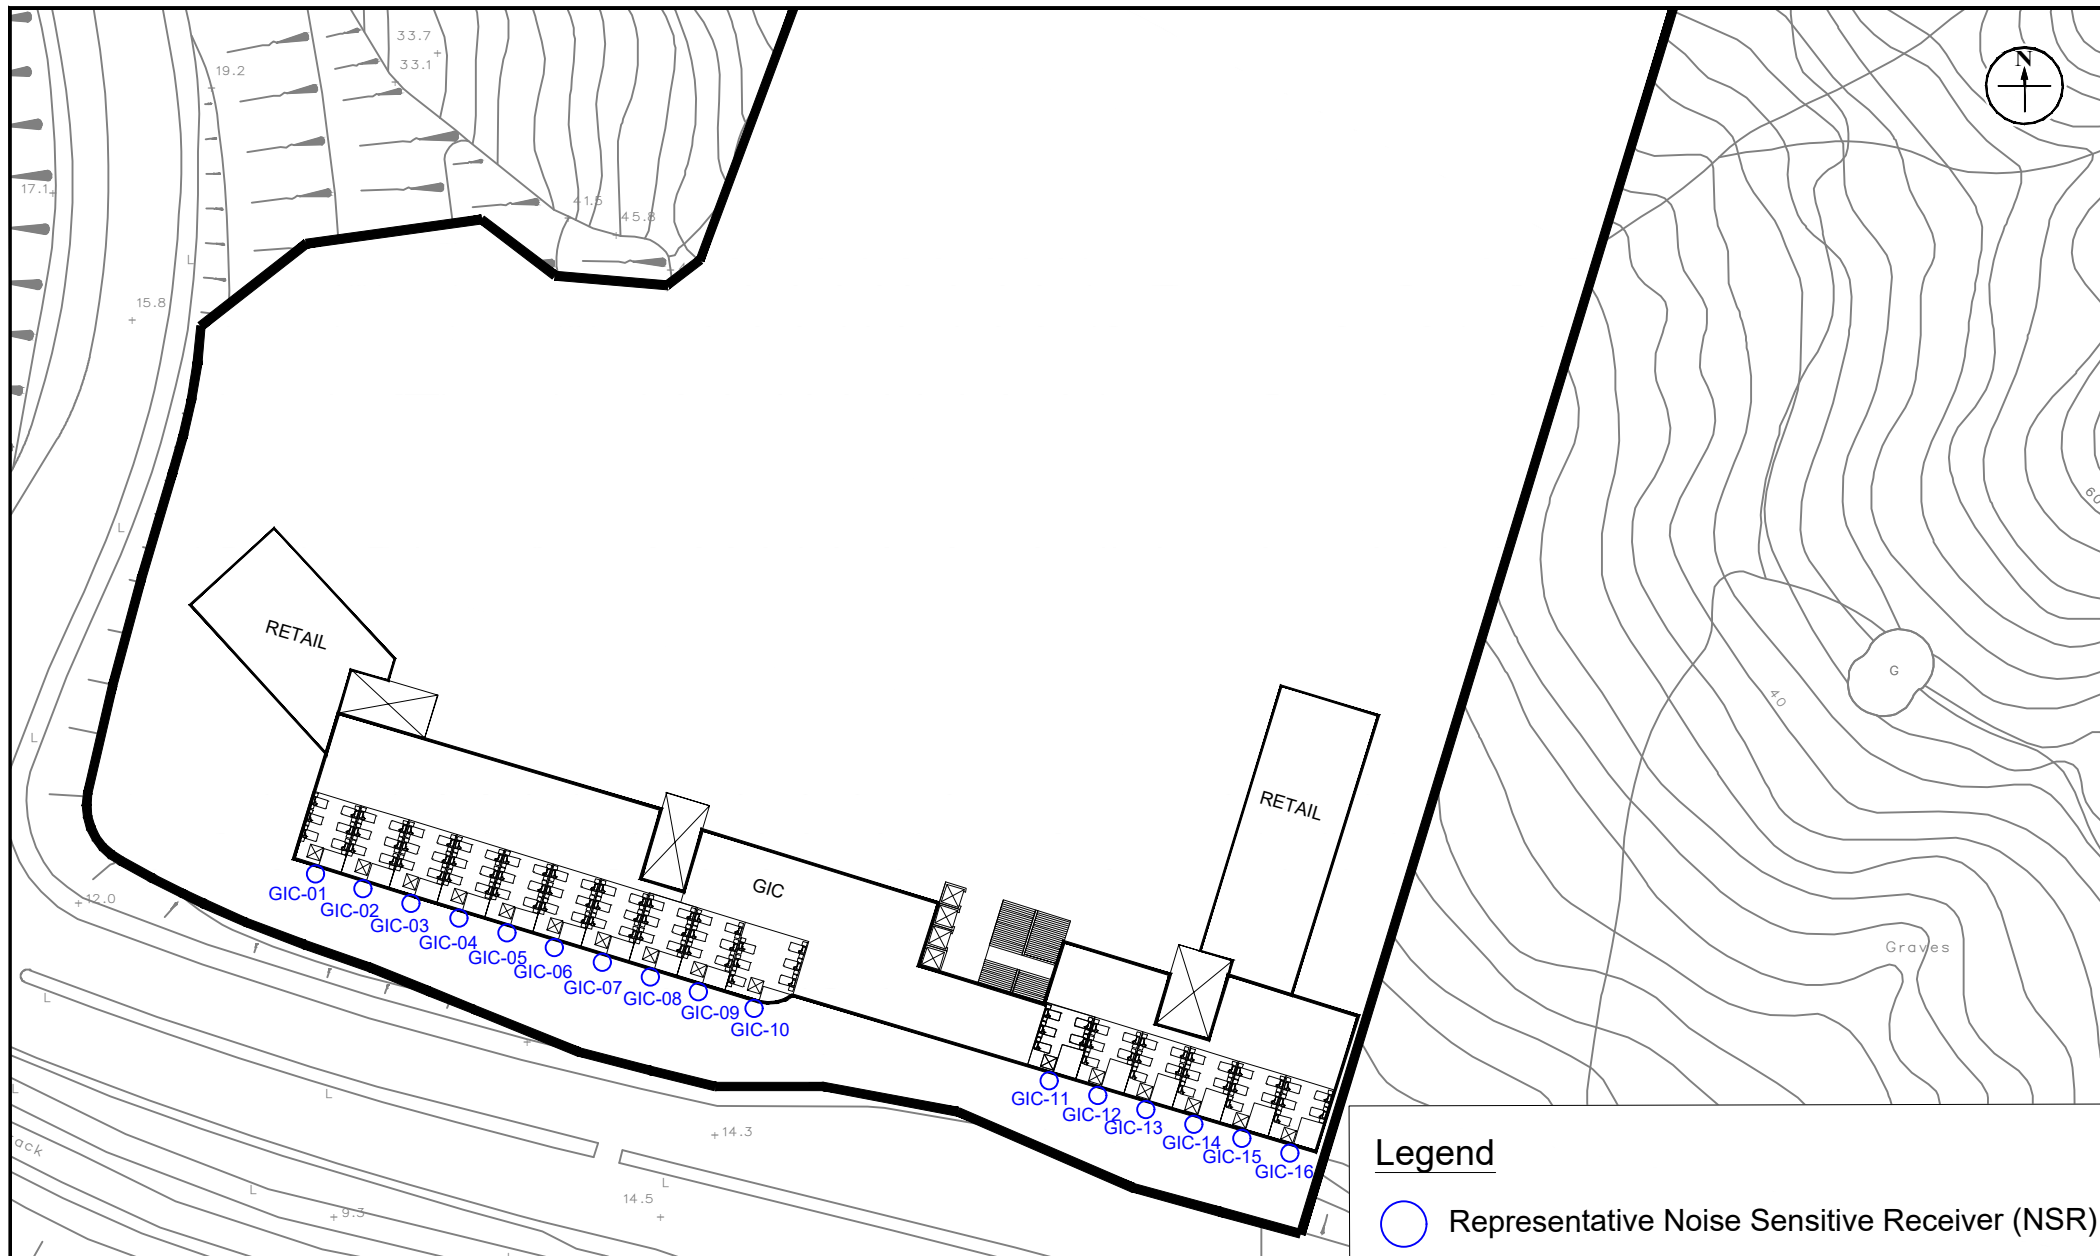 33.7
33.1
19.2
N
17.1
41.5
45.8
L
15.8
60
L
RETAIL
G
40
L
RETAIL
GIC
GIC-01
12.0
GIC-02
GIC-03
GIC-04
GIC-05
GIC-06
GIC-07
GIC-08
GIC-09
GIC-10
Graves
L
L
GIC-11
GIC-12
GIC-13
GIC-14
GIC-15
GIC-16
14.3
ack
L
L
14.5
9.3
L
Legend
Representative Noise Sensitive Receiver (NSR)